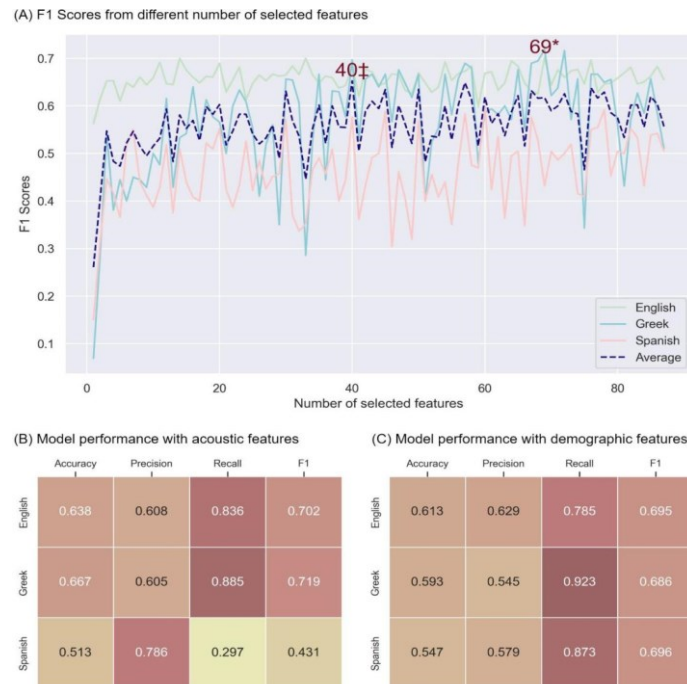 (A) F1 Scores from different number of selected features
69*
40‡
0.7
0.6
0.5
0.4
0.3
0.2
0.1
F1 Scores
English
Greek
Spanish
Average
0 20 40 60 80
Number of selected features
(B) Model performance with acoustic features
Accuracy Precision Recall F1
English 0.638 0.608 0.836 0.702
Greek 0.667 0.605 0.885 0.719
Spanish 0.513 0.786 0.297 0.431
(C) Model performance with demographic features
Accuracy Precision Recall F1
English 0.613 0.629 0.785 0.695
Greek 0.593 0.545 0.923 0.686
Spanish 0.547 0.579 0.873 0.696